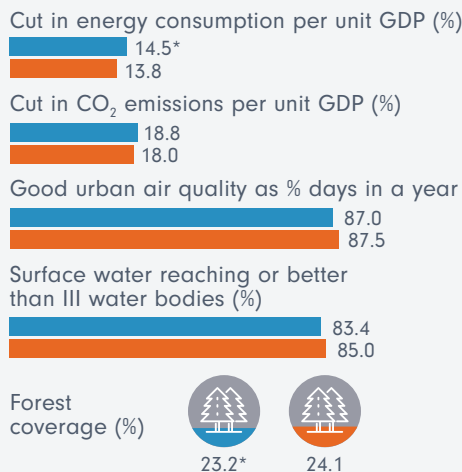 Cut in energy consumption per unit GDP (%)
14.5*
13.8
Cut in CO₂ emissions per unit GDP (%)
18.8
18.0
Good urban air quality as % days in a year
87.0
87.5
Surface water reaching or better
than III water bodies (%)
83.4
85.0
Forest
coverage (%)
23.2* 24.1